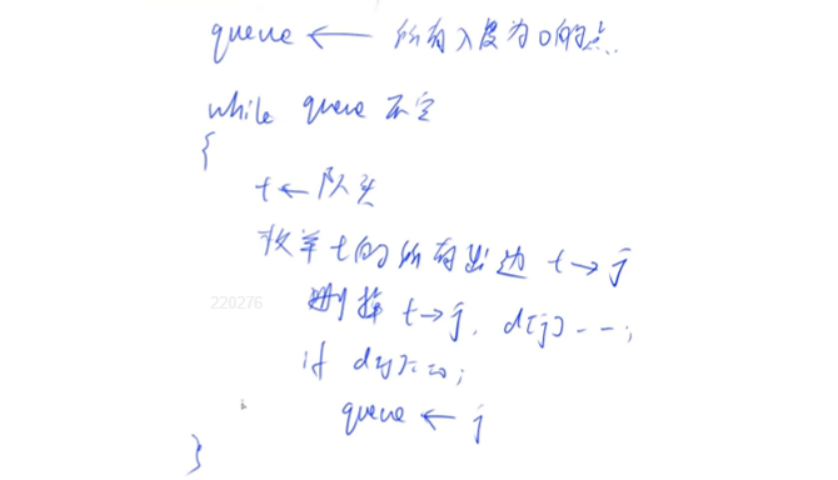 queue ← 所有入度为0的点.
while queue 不空
{
t ← 队头
枚举 t的所有出边 t→j
220276
删掉 t→j, d[j]--;
if d[j]==0;
queue ← j
}